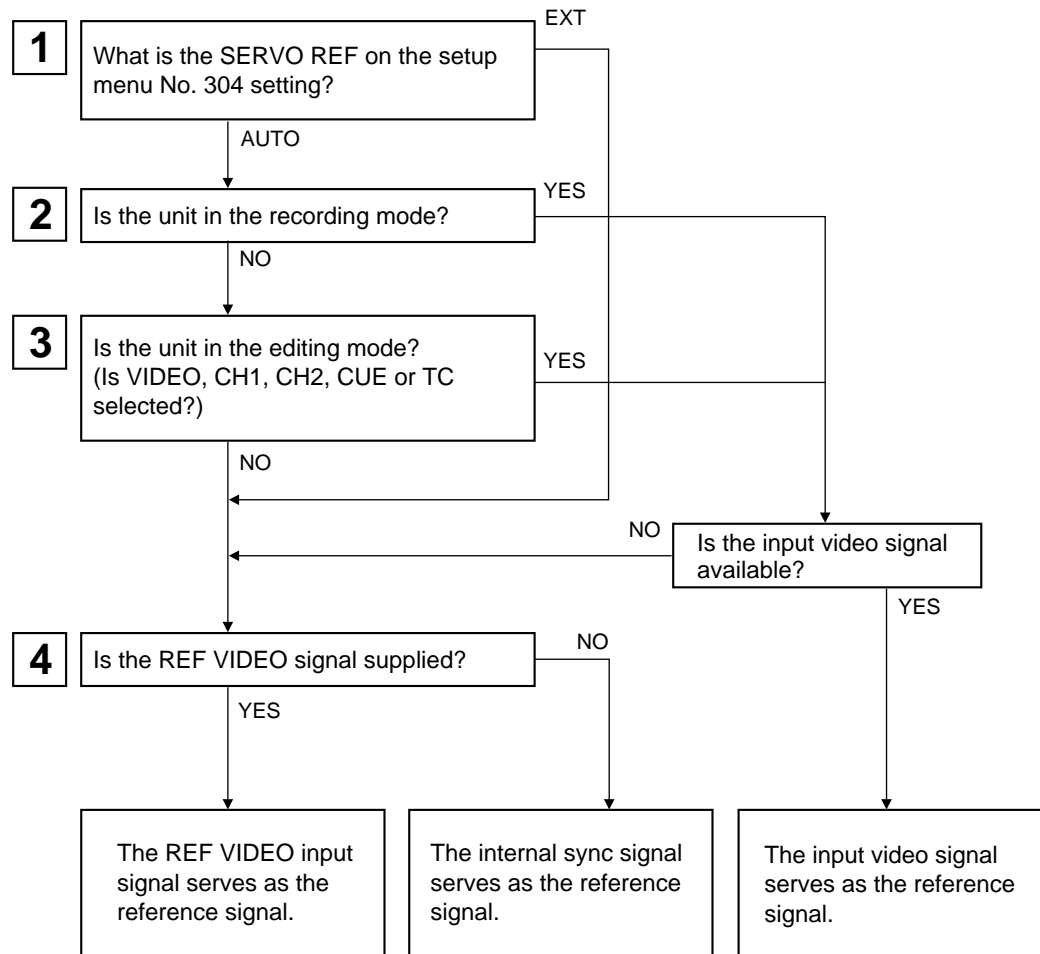 EXT
1
What is the SERVO REF on the setup
menu No. 304 setting?
AUTO
2
Is the unit in the recording mode?
YES
NO
3
Is the unit in the editing mode?
(Is VIDEO, CH1, CH2, CUE or TC
selected?)
YES
NO
NO
Is the input video signal
available?
YES
4
Is the REF VIDEO signal supplied?
NO
YES
The REF VIDEO input
signal serves as the
reference signal.
The internal sync signal
serves as the reference
signal.
The input video signal
serves as the reference
signal.